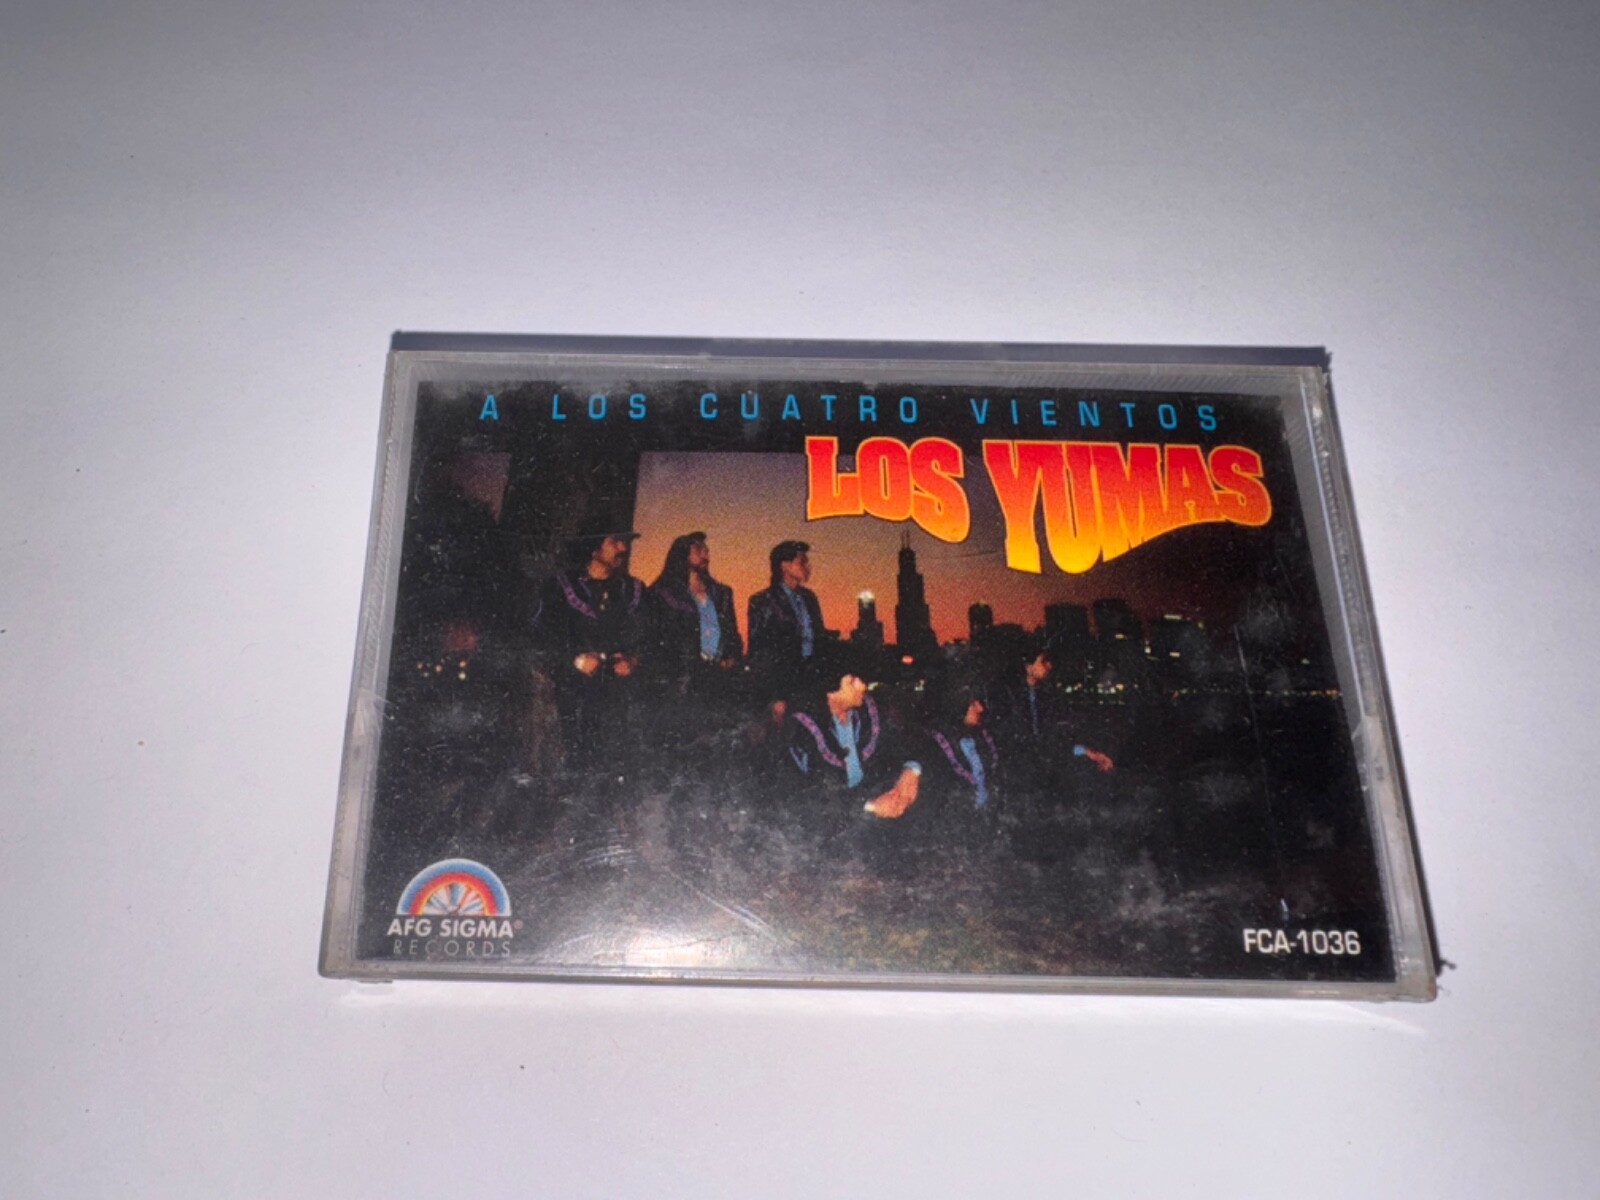 A LOS CUATRO VIENTOS
LOS YUMAS
AFG SIGMA®
RECORDS
FCA-1036